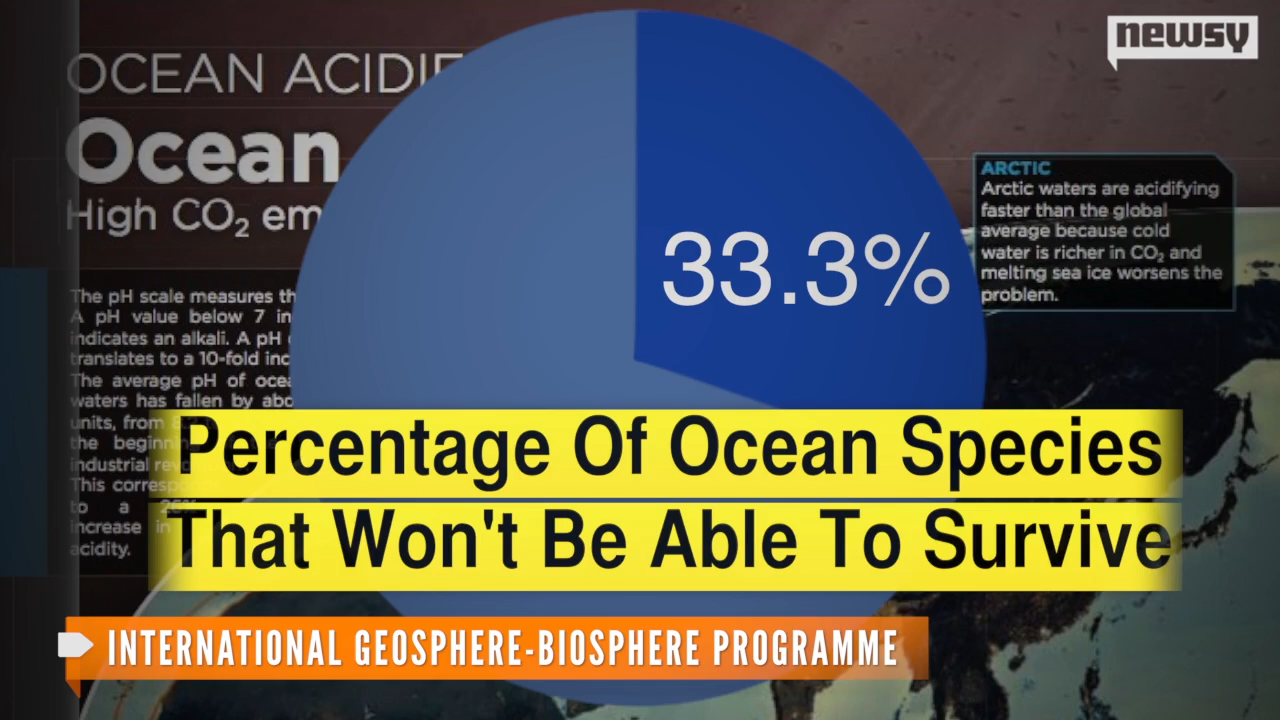 newsy
OCEAN ACIDIF
Ocean
High CO₂ em
ARCTIC
Arctic waters are acidifying
faster than the global
average because cold
water is richer in CO₂ and
melting sea ice worsens the
problem.
33.3%
The pH scale measures
A pH value below 7 in
indicates an alkali. A pH
translates to a 10-fold inc
The average pH of ocea
waters has fallen by abo
units, from
the beginn
industrial revo
This corresp
to a 26%
increase in
acidity.
Percentage Of Ocean Species
That Won't Be Able To Survive
INTERNATIONAL GEOSPHERE-BIOSPHERE PROGRAMME